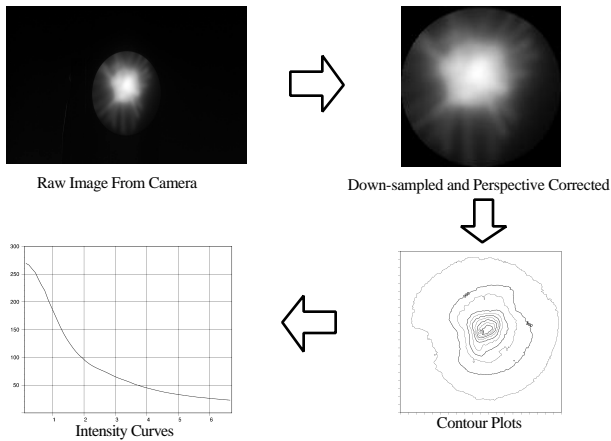 Raw Image From Camera
Down-sampled and Perspective Corrected
300
250
200
150
100
50
1 2 3 4 5 6
Intensity Curves
Contour Plots